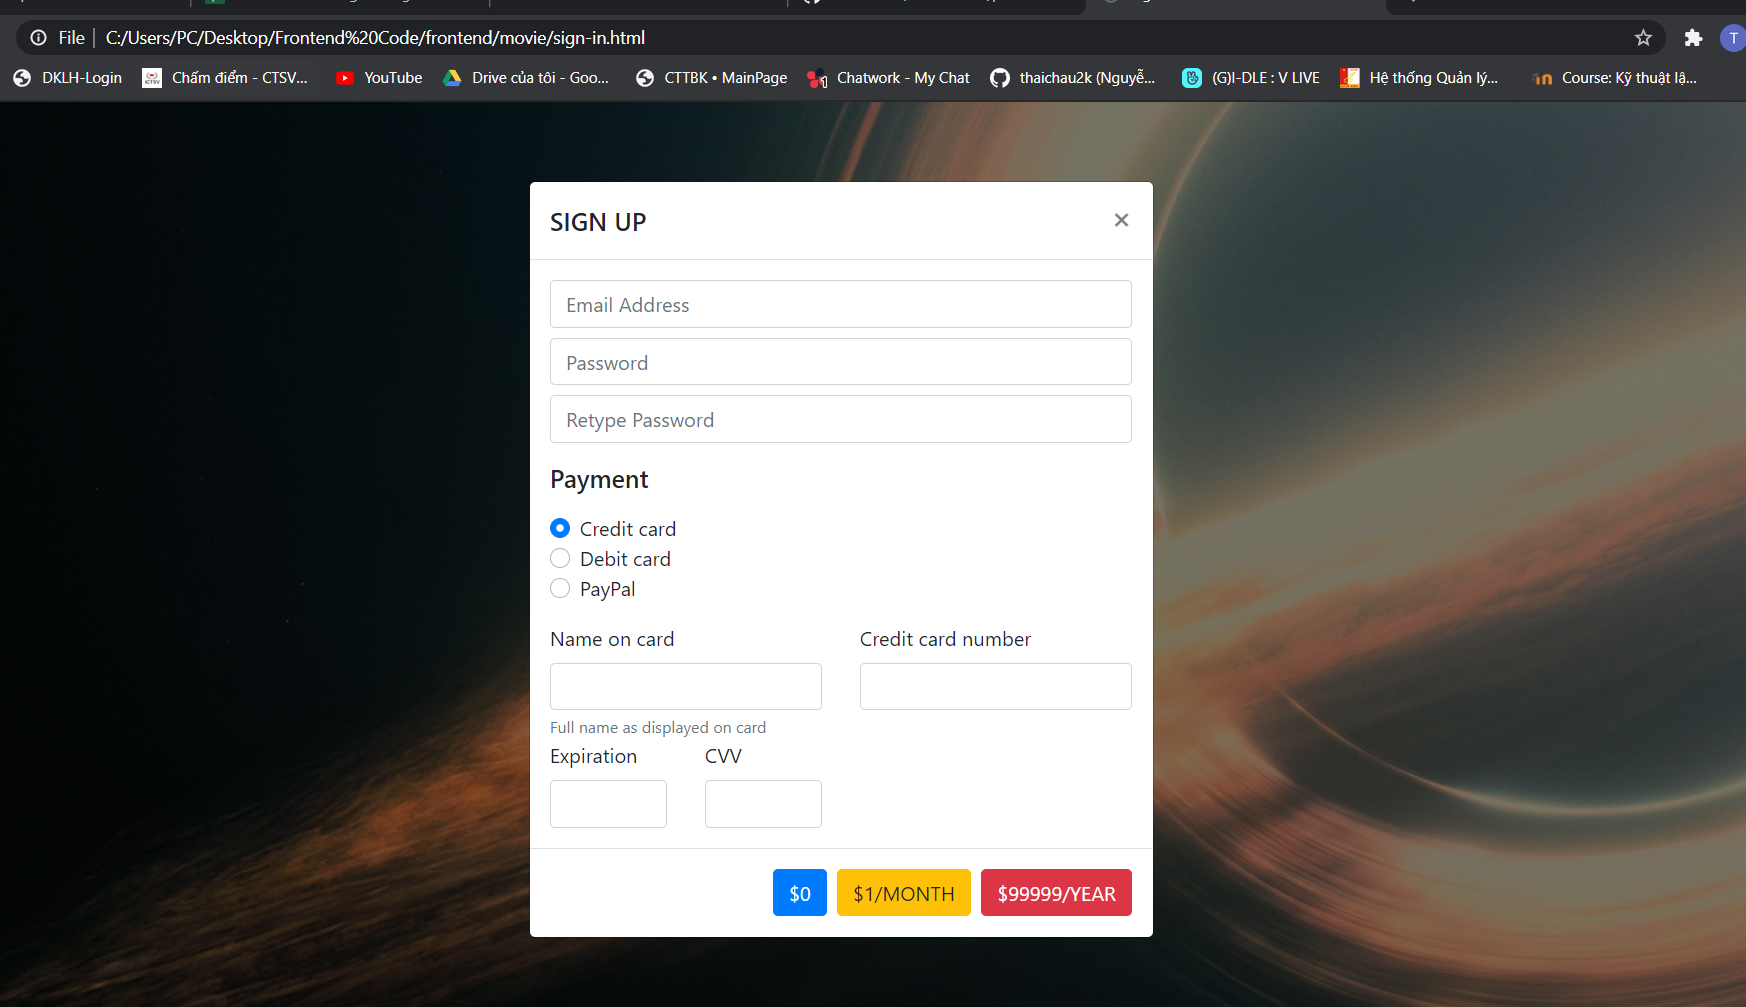 File | C:/Users/PC/Desktop/Frontend%20Code/frontend/movie/sign-in.html
T
DKLH-Login Chấm điểm - CTSV... YouTube Drive của tôi - Goo... CTTBK • MainPage Chatwork - My Chat thaichau2k (Nguyễ... (G)I-DLE : V LIVE Hệ thống Quản lý... Course: Kỹ thuật lậ...
SIGN UP ×
Email Address
Password
Retype Password
Payment
Credit card
Debit card
PayPal
Name on card Credit card number
Full name as displayed on card
Expiration CVV
$0 $1/MONTH $99999/YEAR